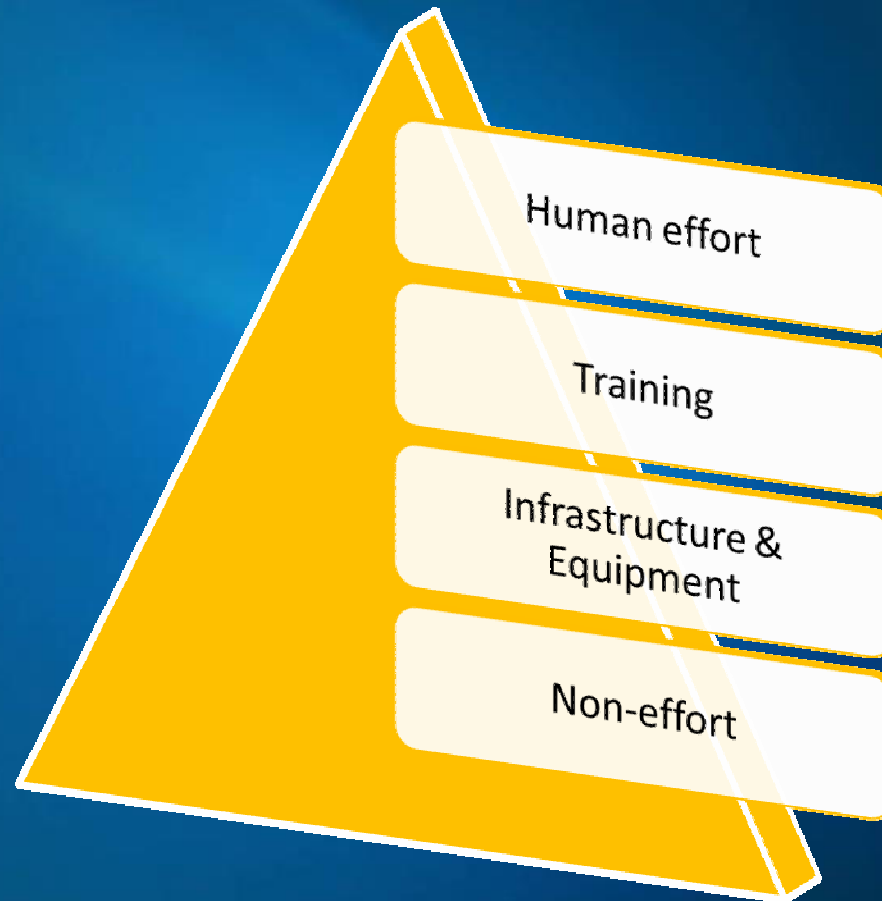 Human effort
Training
Infrastructure &
Equipment
Non-effort